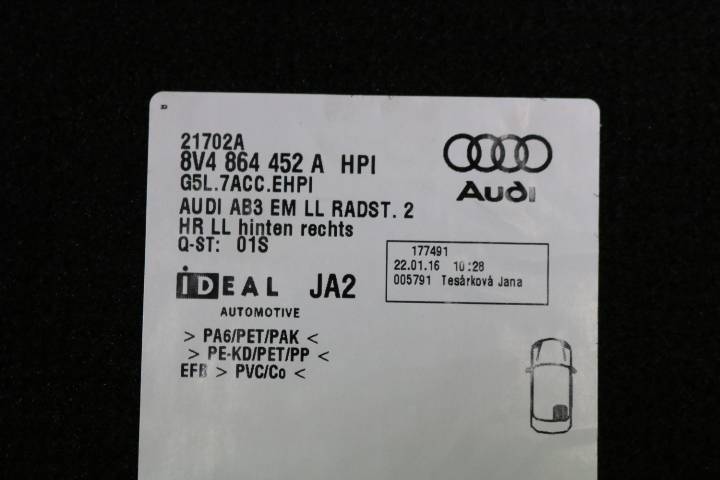 21702A
8V4 864 452 A HPI
G5L.7ACC.EHPI
AUDI AB3 EM LL RADST. 2
HR LL hinten rechts
Q-ST: 01S
Audi
177491
22.01.16 10:28
005791 Tesárková Jana
IDEAL JA2
AUTOMOTIVE
> PA6/PET/PAK <
> PE-KD/PET/PP <
EFB > PVC/Co <